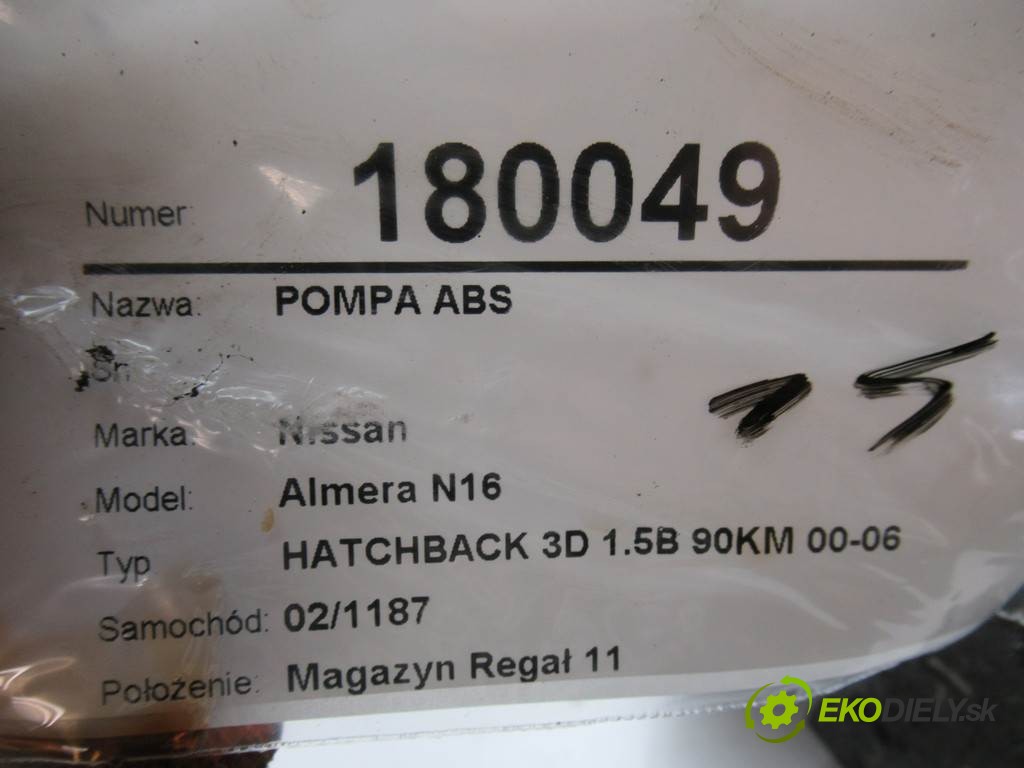 Numer: 180049
Nazwa: POMPA ABS
Sn
Marka: Nissan
15
Model: Almera N16
Typ HATCHBACK 3D 1.5B 90KM 00-06
Samochód: 02/1187
Położenie: Magazyn Regał 11
EKODIELY.sk